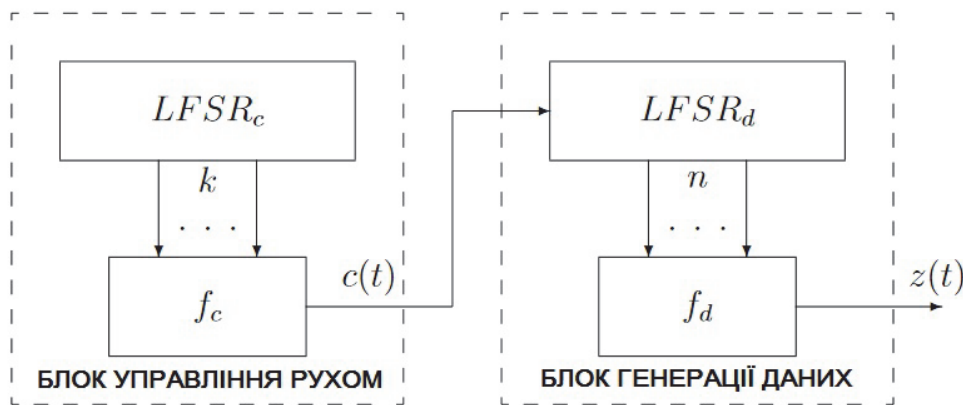 LFSR_c
LFSR_d
k
n
. . .
. . .
c(t)
z(t)
f_c
f_d
БЛОК УПРАВЛІННЯ РУХОМ
БЛОК ГЕНЕРАЦІЇ ДАНИХ